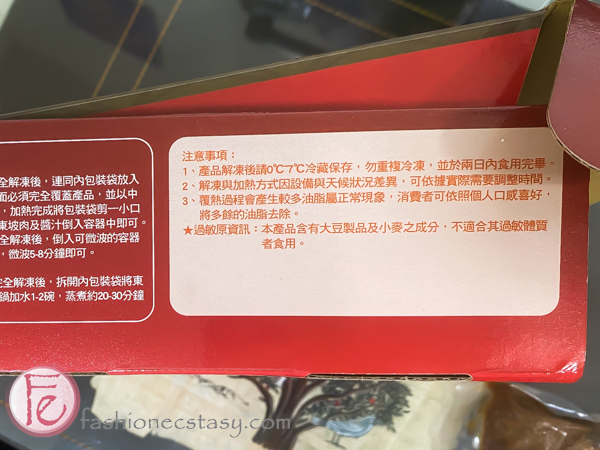 全解凍後，連同內包裝袋放入
面必須完全覆蓋產品，並以中
，加熱完成將包裝袋剪一小口
東坡肉及醬汁倒入容器中即可。
全解凍後，倒入可微波的容器
，微波5-8分鐘即可。
完全解凍後，拆開內包裝袋將東
鍋加水1-2碗，蒸煮約20-30分鐘
注意事項：
1、產品解凍後請0℃~7℃冷藏保存，勿重複冷凍，並於兩日內食用完畢。
2、解凍與加熱方式因設備與天候狀況差異，可依據實際需要調整時間。
3、覆熱過程會產生較多油脂屬正常現象，消費者可依照個人口感喜好，
將多餘的油脂去除。
★過敏原資訊：本產品含有大豆製品及小麥之成分，不適合其過敏體質
者食用。
Fe
fashionecstasy.com